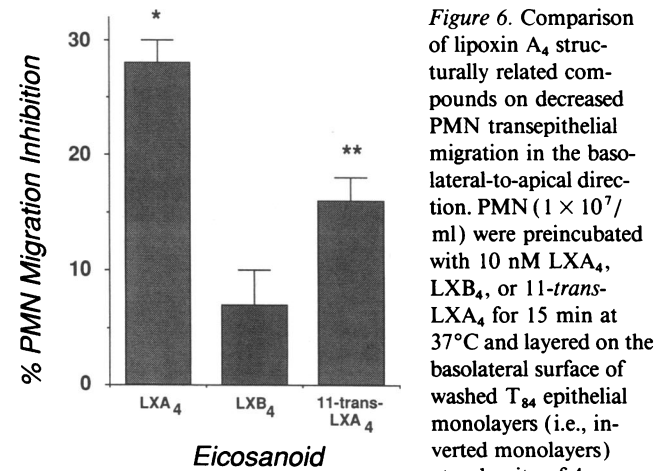 % PMN Migration Inhibition
30
20
10
0
*
**
LXA₄
LXB₄
11-trans-
LXA₄
Eicosanoid
Figure 6. Comparison
of lipoxin A₄ struc-
turally related com-
pounds on decreased
PMN transepithelial
migration in the baso-
lateral-to-apical direc-
tion. PMN (1 × 10⁷/
ml) were preincubated
with 10 nM LXA₄,
LXB₄, or 11-trans-
LXA₄ for 15 min at
37°C and layered on the
basolateral surface of
washed T₈₄ epithelial
monolayers (i.e., in-
verted monolayers)